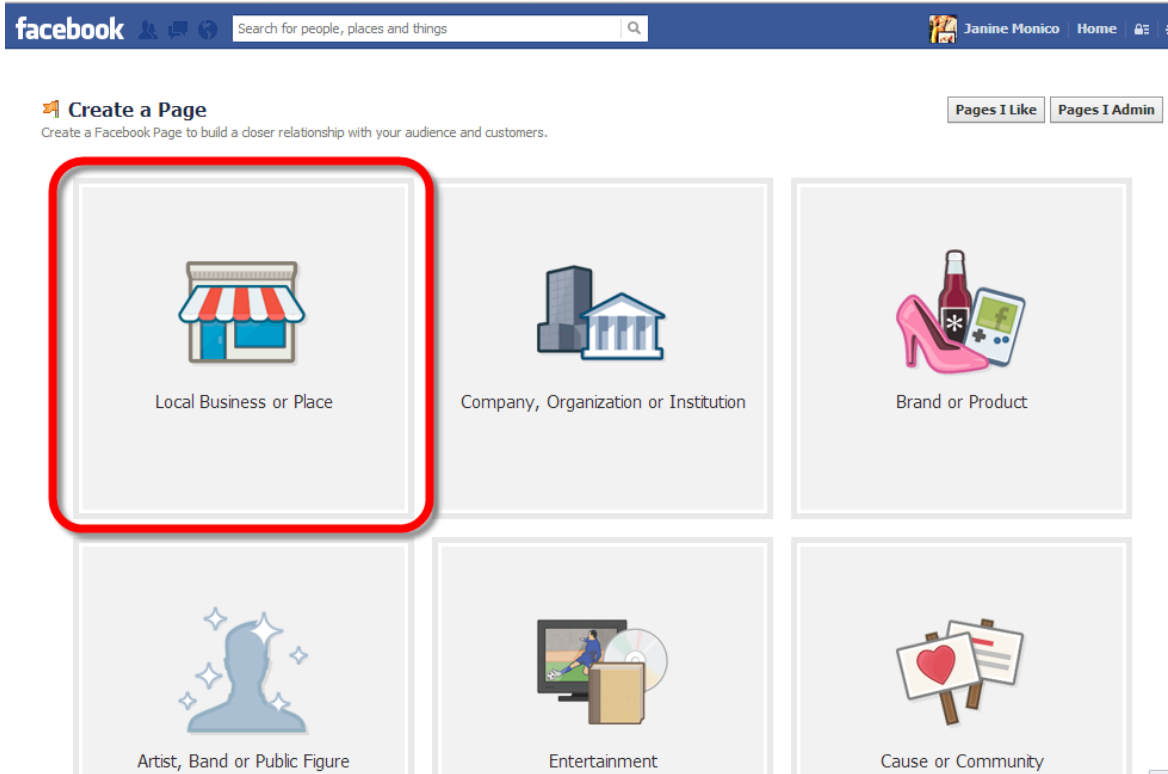 facebook
Search for people, places and things
Janine Monico
Home
Create a Page
Create a Facebook Page to build a closer relationship with your audience and customers.
Pages I Like
Pages I Admin
Local Business or Place
Company, Organization or Institution
Brand or Product
Artist, Band or Public Figure
Entertainment
Cause or Community